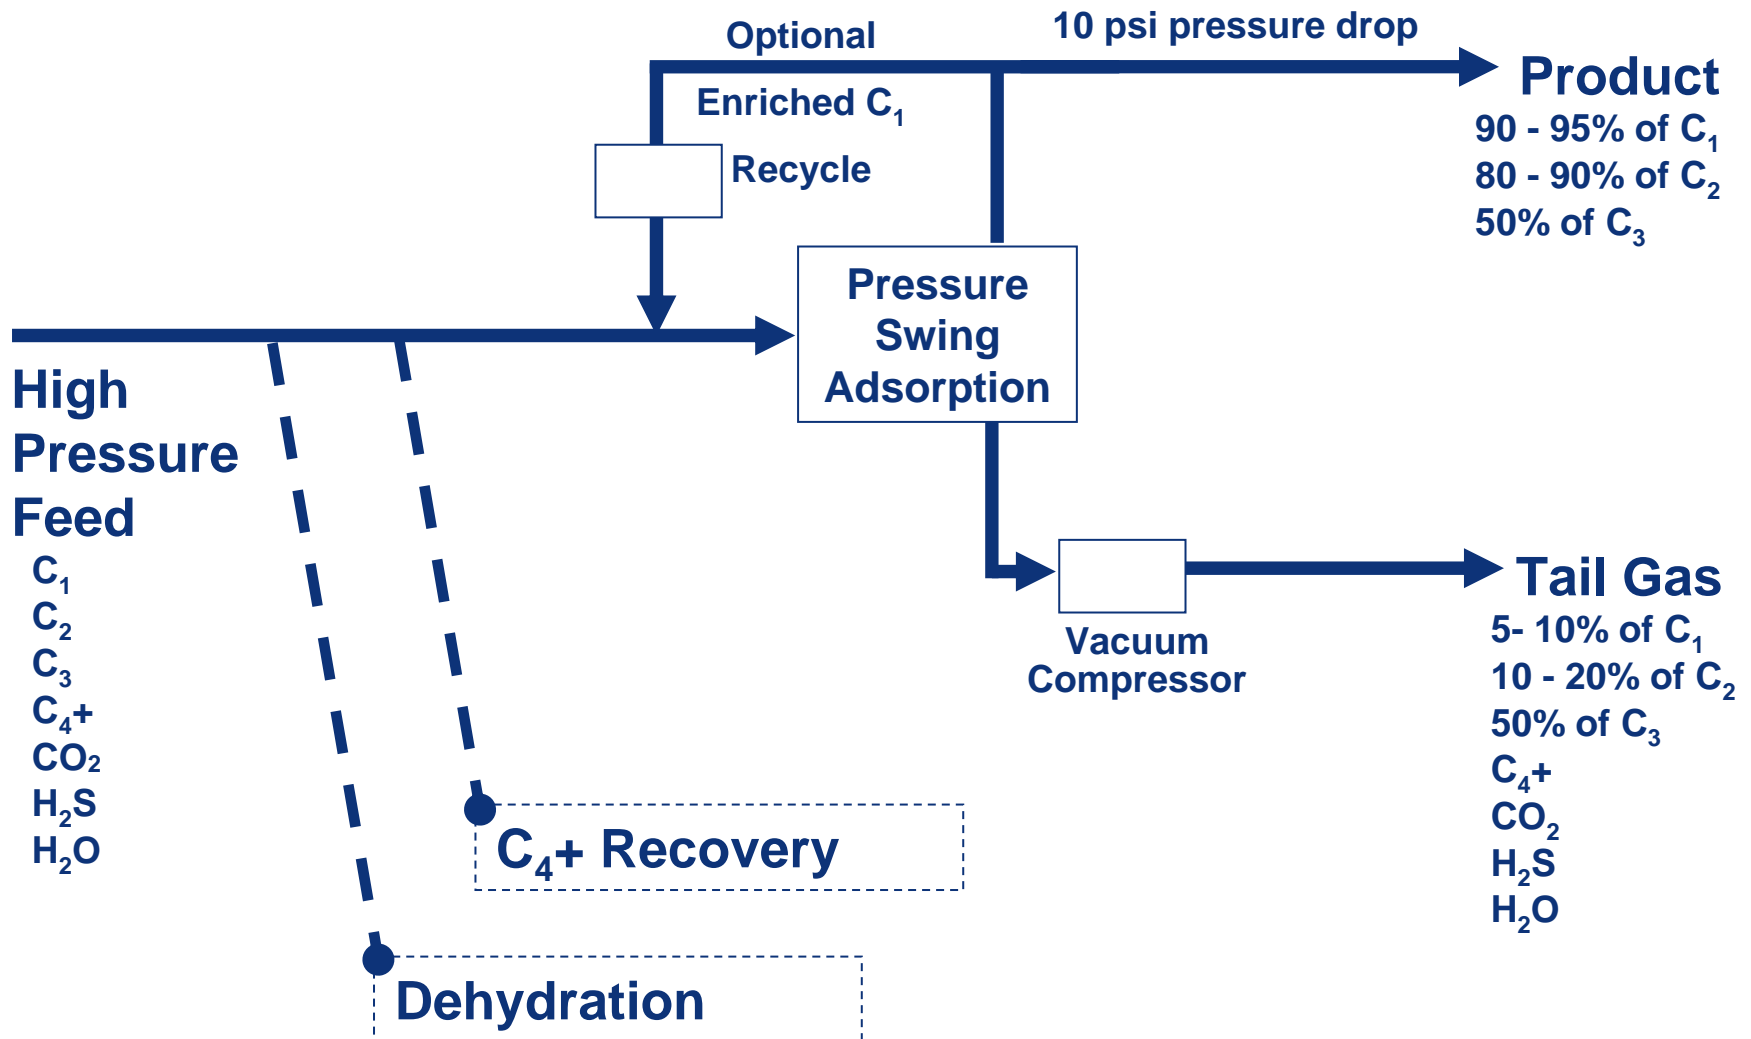 Optional
10 psi pressure drop
Enriched C₁
Recycle
Product
90 - 95% of C₁
80 - 90% of C₂
50% of C₃
Pressure
Swing
Adsorption
High
Pressure
Feed
C₁
C₂
C₃
C₄+
CO₂
H₂S
H₂O
Vacuum
Compressor
Tail Gas
5- 10% of C₁
10 - 20% of C₂
50% of C₃
C₄+
CO₂
H₂S
H₂O
C₄+ Recovery
Dehydration